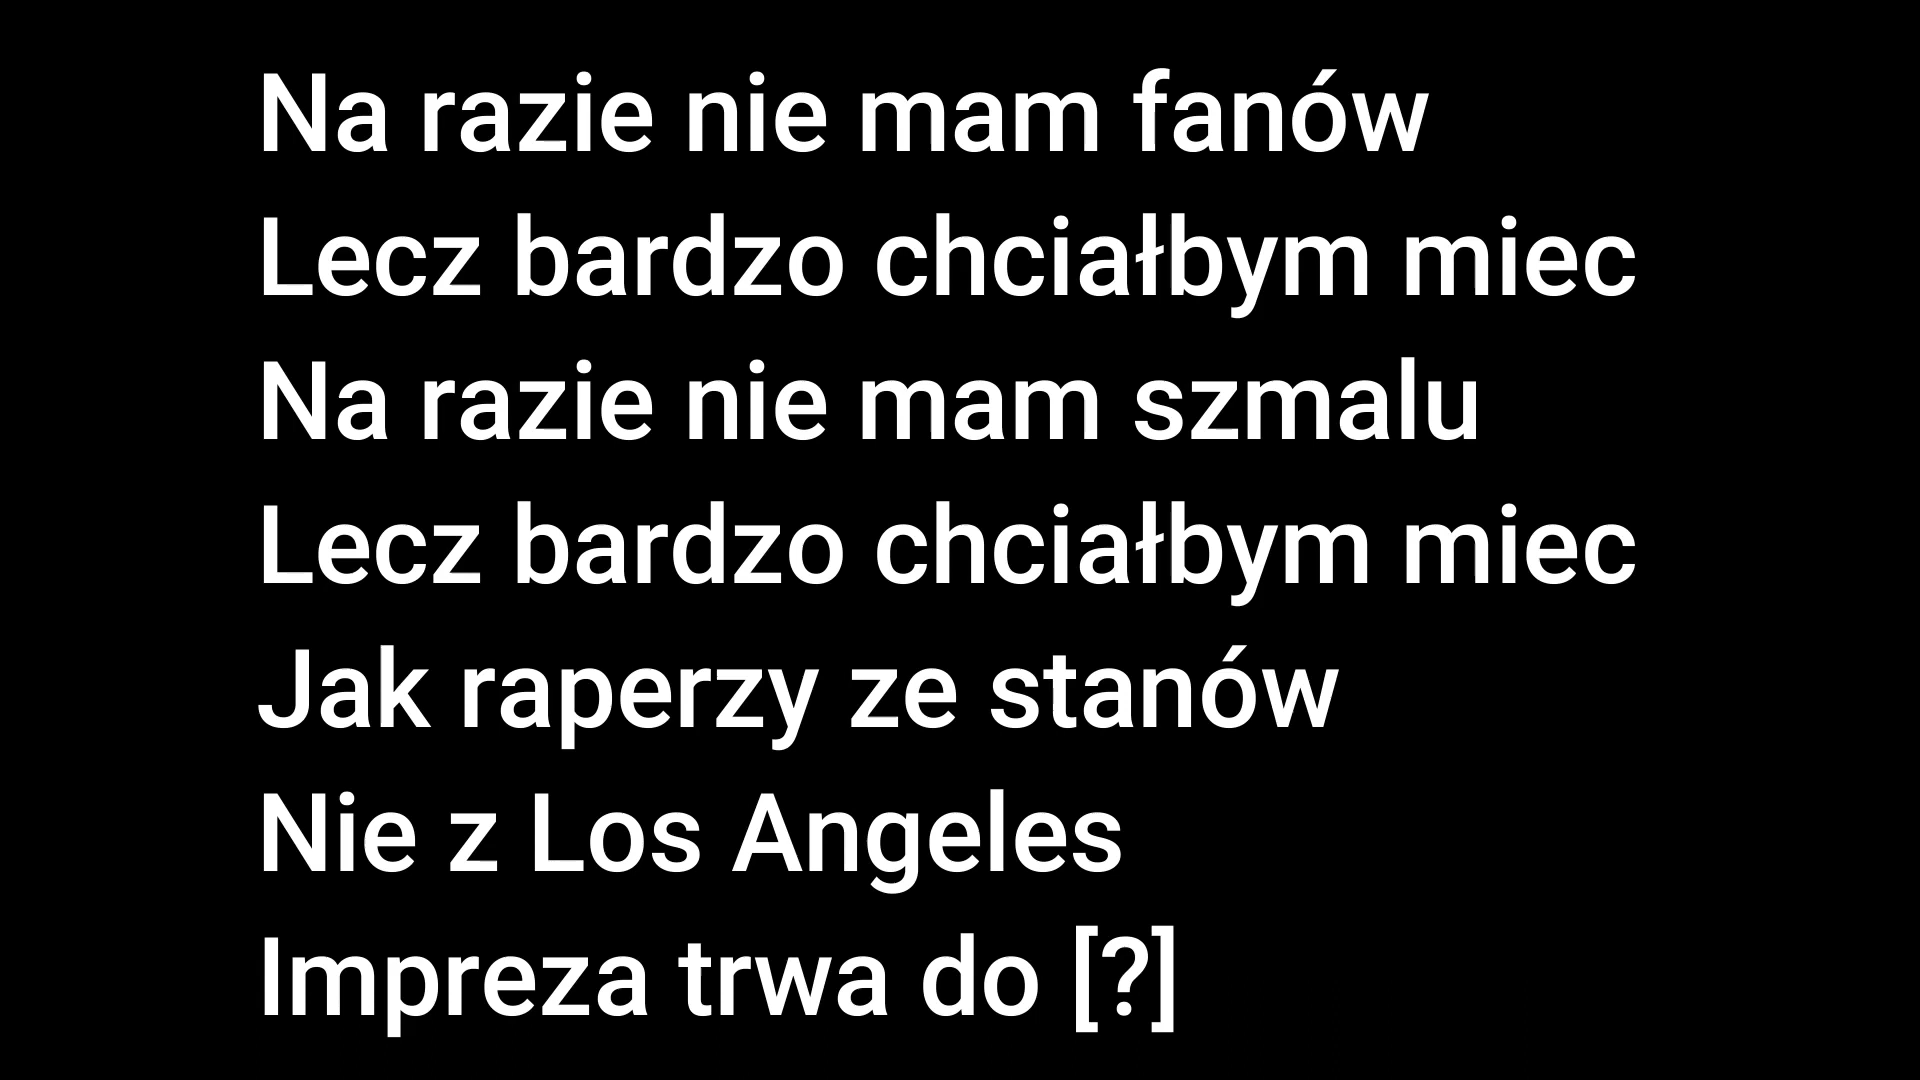 Na razie nie mam fanów
Lecz bardzo chciałbym miec
Na razie nie mam szmalu
Lecz bardzo chciałbym miec
Jak raperzy ze stanów
Nie z Los Angeles
Impreza trwa do [?]